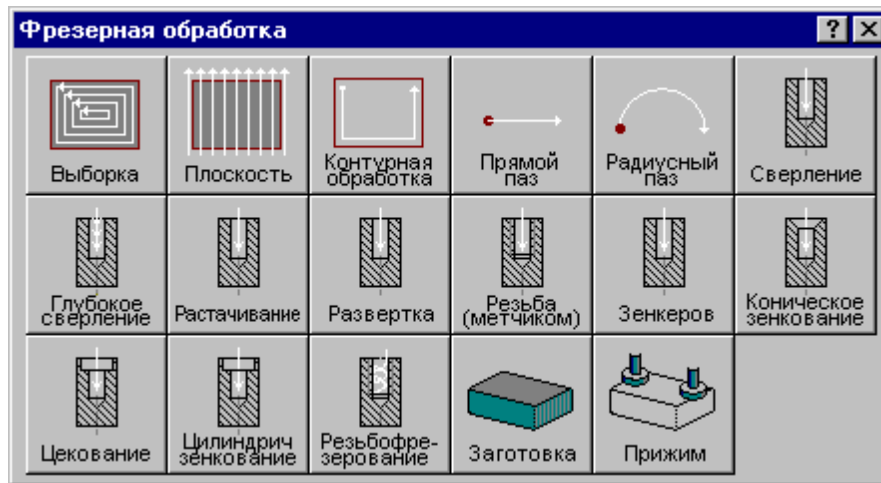 Фрезерная обработка
Выборка
Плоскость
Контурная
обработка
Прямой
паз
Радиусный
паз
Сверление
Глубокое
сверление
Растачивание
Развертка
Резьба
(метчиком)
Зенкеров
Коническое
зенкование
Цекование
Цилиндрич
зенкование
Резьбофре-
зерование
Заготовка
Прижим